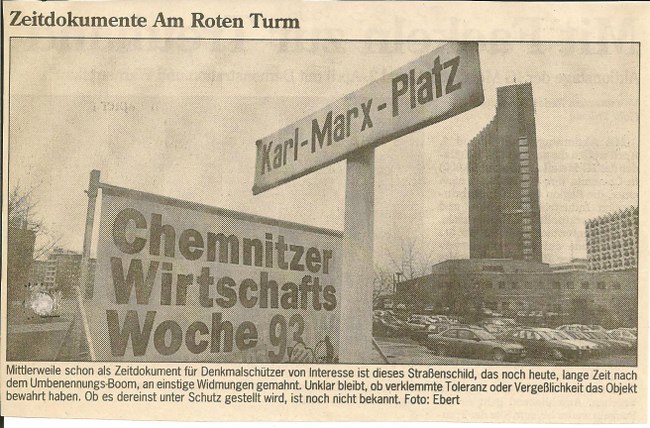 Zeitdokumente Am Roten Turm
Karl-Marx-Platz
Chemnitzer
Wirtschafts
Woche 93
Mittlerweile schon als Zeitdokument für Denkmalschützer von Interesse ist dieses Straßenschild, das noch heute, lange Zeit nach
dem Umbenennungs-Boom, an einstige Widmungen gemahnt. Unklar bleibt, ob verklemmte Toleranz oder Vergeßlichkeit das Objekt
bewahrt haben. Ob es dereinst unter Schutz gestellt wird, ist noch nicht bekannt. Foto: Ebert